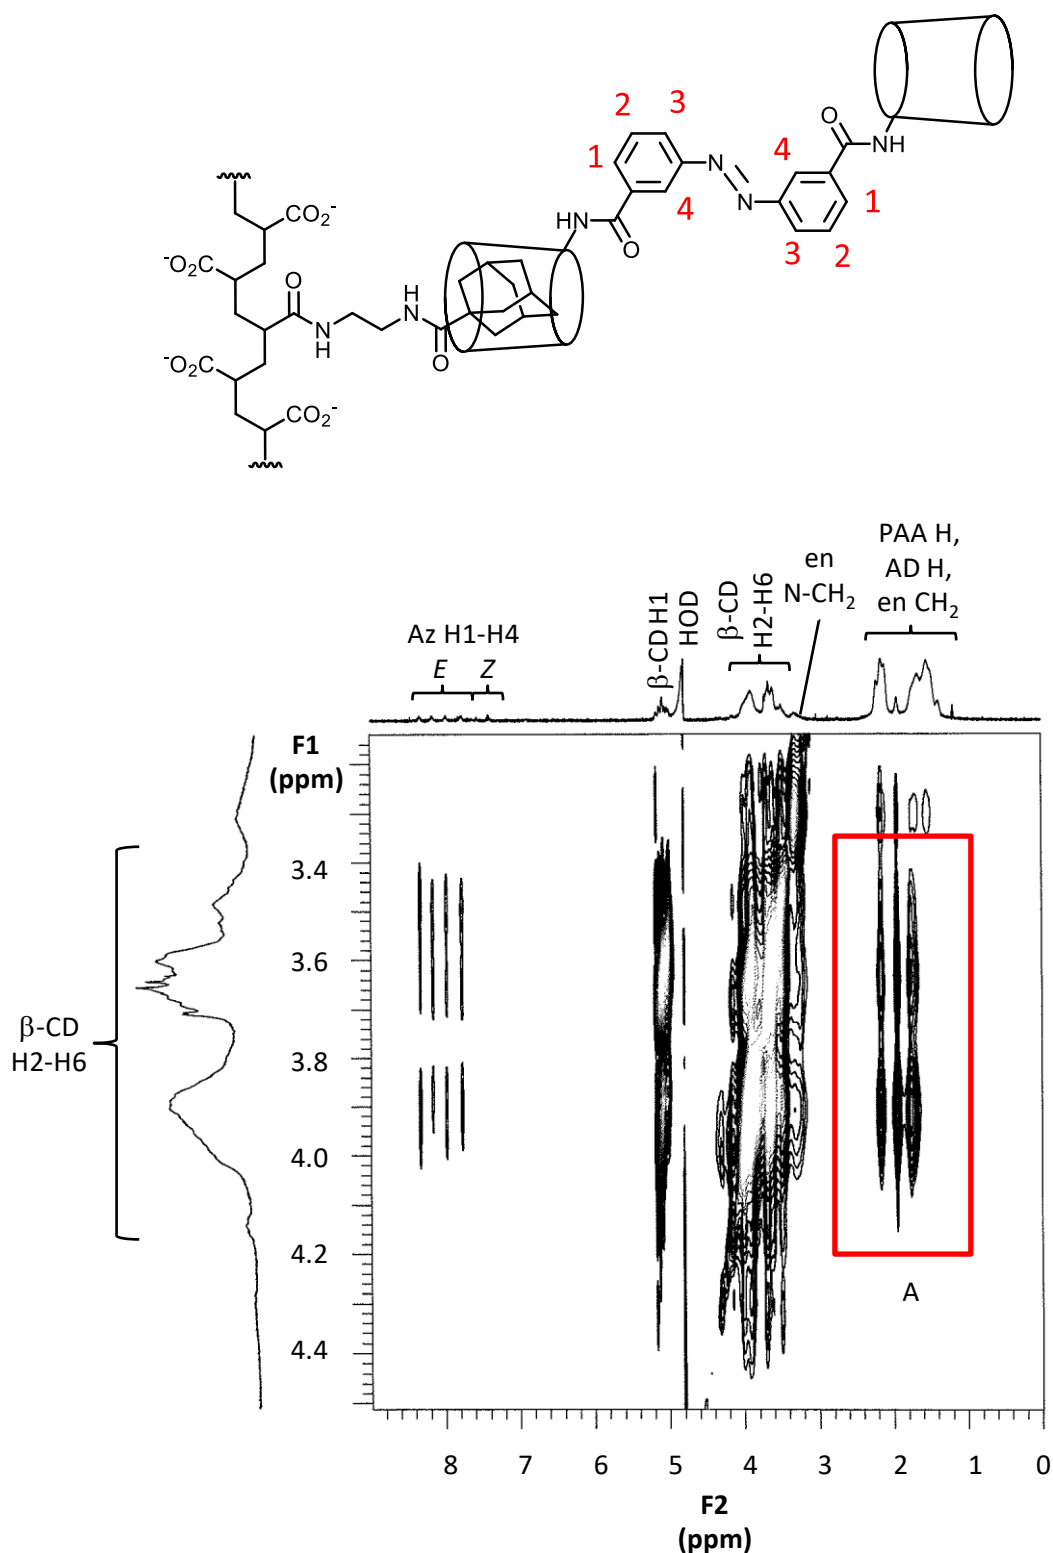 2
3
1
4
N
N
O
NH
4
1
3
2
HN
O
CO₂⁻
⁻O₂C
O
N
H
H
N
O
⁻O₂C
CO₂⁻
PAA H,
AD H,
en CH₂
en
N-CH₂
β-CD
H2-H6
HOD
β-CD H1
Az H1-H4
E
Z
F1
(ppm)
3.4
3.6
3.8
4.0
4.2
4.4
β-CD
H2-H6
A
8
7
6
5
4
3
2
1
0
F2
(ppm)